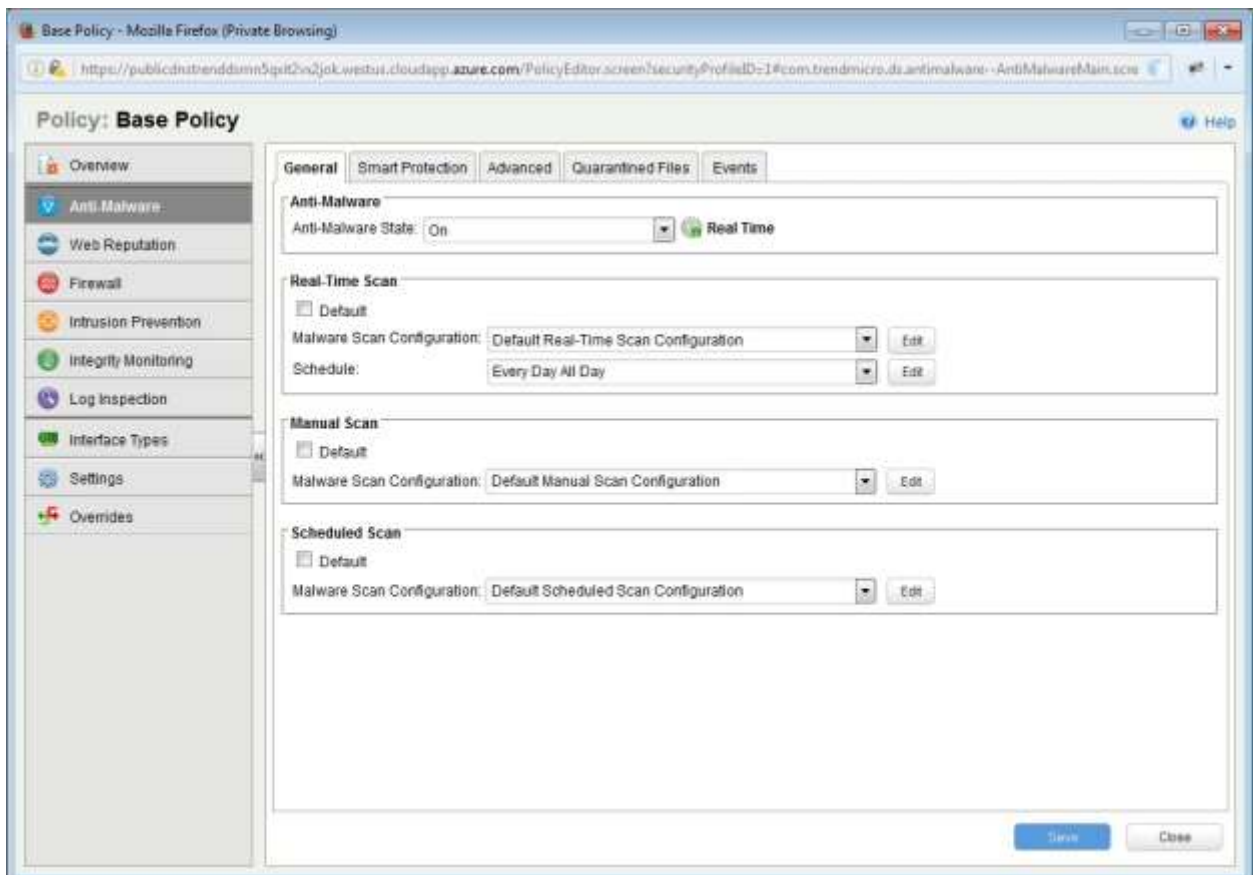 Base Policy - Mozilla Firefox (Private Browsing)
Policy: Base Policy
Help
Overview
Anti-Malware
Web Reputation
Firewall
Intrusion Prevention
Integrity Monitoring
Log Inspection
Interface Types
Settings
Overrides
General Smart Protection Advanced Quarantined Files Events
Anti-Malware
Anti-Malware State: On Real Time
Real-Time Scan
Default
Malware Scan Configuration: Default Real-Time Scan Configuration Edit
Schedule: Every Day All Day Edit
Manual Scan
Default
Malware Scan Configuration: Default Manual Scan Configuration Edit
Scheduled Scan
Default
Malware Scan Configuration: Default Scheduled Scan Configuration Edit
Save Close